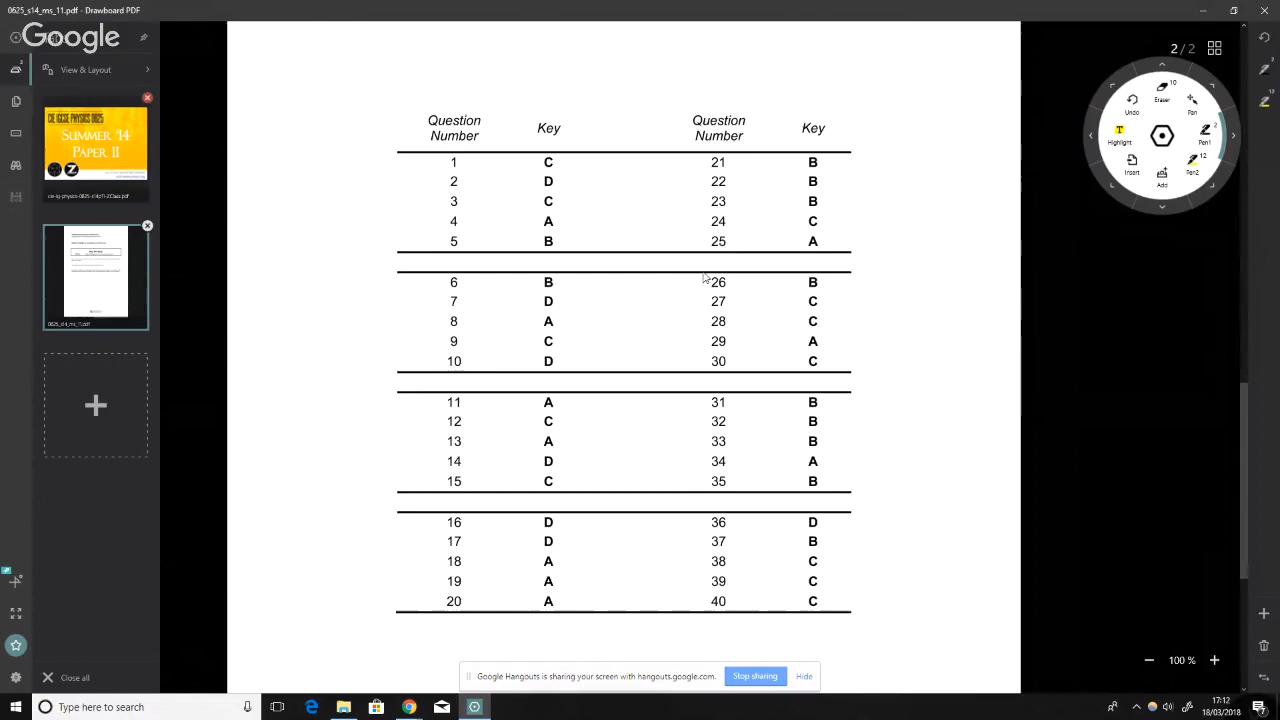 0625_s14_ms_11.pdf - Drawboard PDF
Google
View & Layout
CIE IGCSE PHYSICS 0625
SUMMER '14
PAPER 11
0625_s14_ms_11.pdf
Close all
2 / 2
10
Eraser
Undo
Pan
Highlight
T
2
Pen1
Insert
12
Pen2
Add
Question Number Key Question Number Key
1 C 21 B
2 D 22 B
3 C 23 B
4 A 24 C
5 B 25 A
6 B 26 B
7 D 27 C
8 A 28 C
9 C 29 A
10 D 30 C
11 A 31 B
12 C 32 B
13 A 33 B
14 D 34 A
15 C 35 B
16 D 36 D
17 D 37 B
18 A 38 C
19 A 39 C
20 A 40 C
100 %
Google Hangouts is sharing your screen with hangouts.google.com. Stop sharing Hide
Type here to search
17:12
18/03/2018